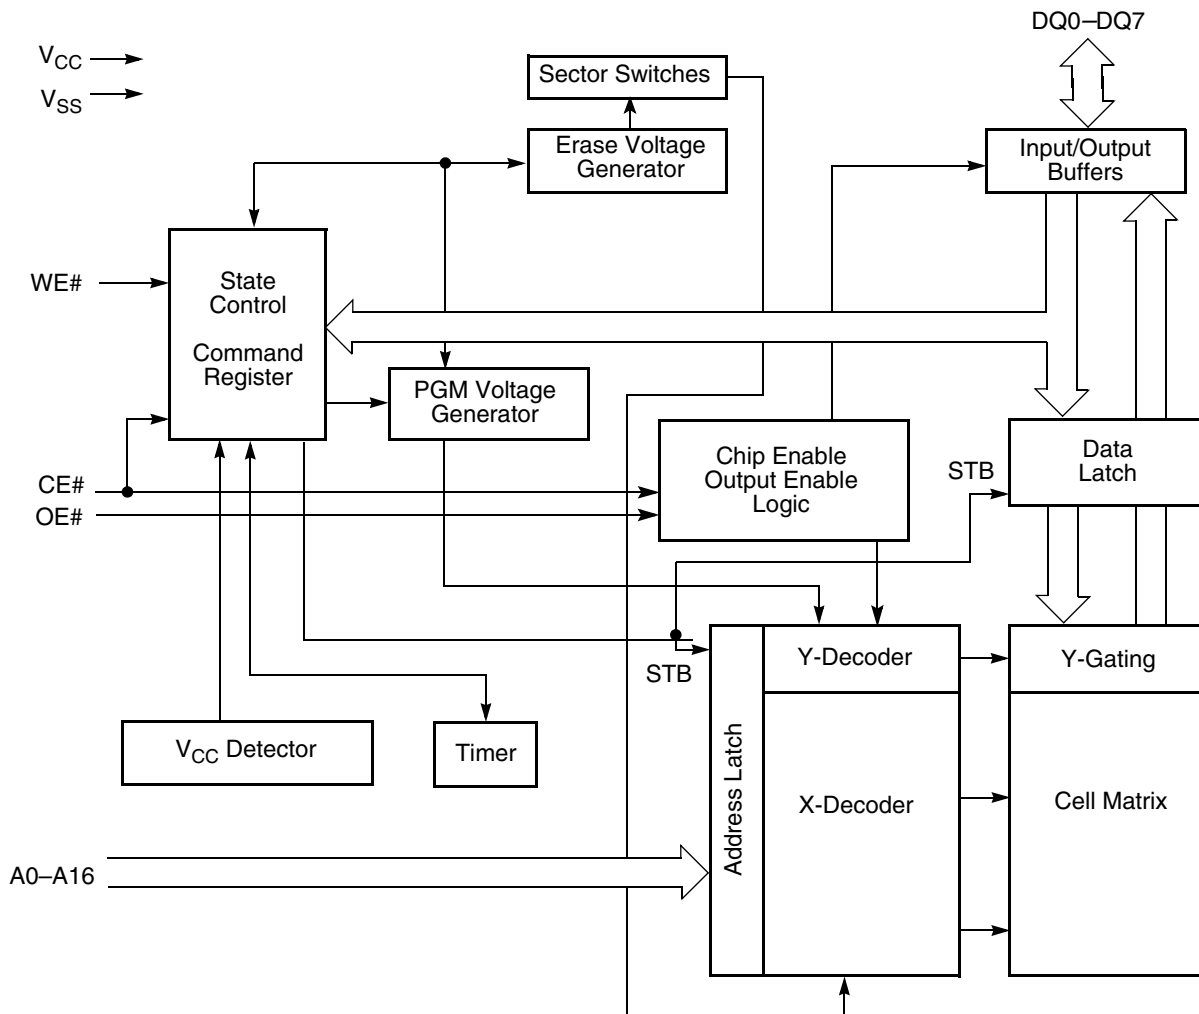 DQ0–DQ7
VCC
VSS
Sector Switches
Erase Voltage
Generator
Input/Output
Buffers
WE#
State
Control
Command
Register
PGM Voltage
Generator
Chip Enable
Output Enable
Logic
STB
Data
Latch
CE#
OE#
STB
Y-Decoder
Y-Gating
VCC Detector
Timer
Address Latch
X-Decoder
Cell Matrix
A0–A16